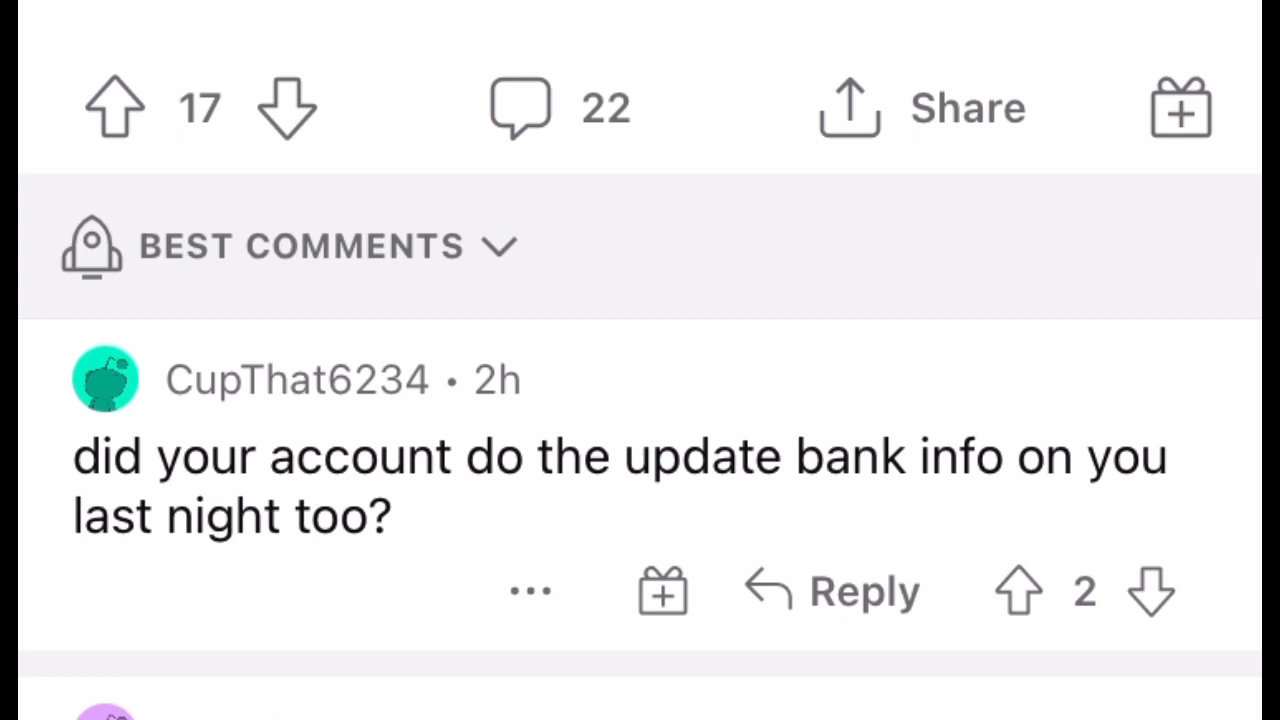 17 22 Share
BEST COMMENTS
CupThat6234 • 2h
did your account do the update bank info on you
last night too?
... Reply 2